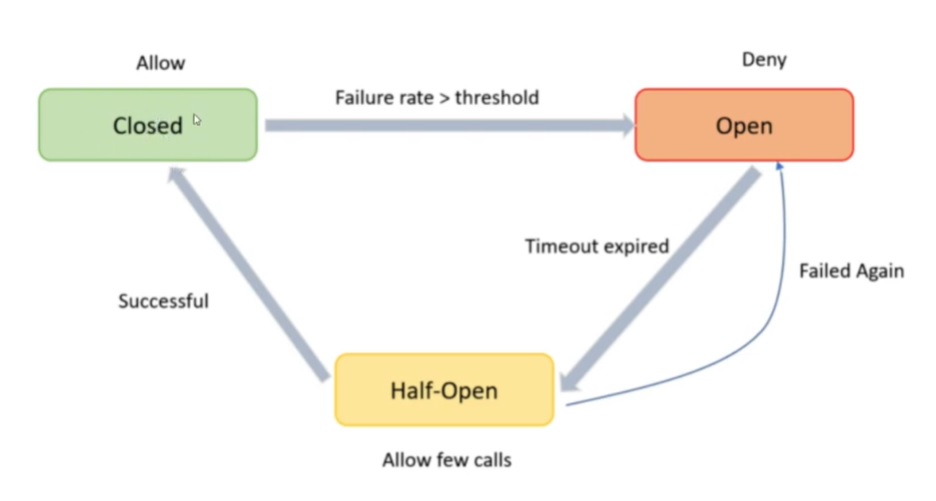 Allow
Deny
Failure rate > threshold
Closed
Open
Timeout expired
Failed Again
Successful
Half-Open
Allow few calls